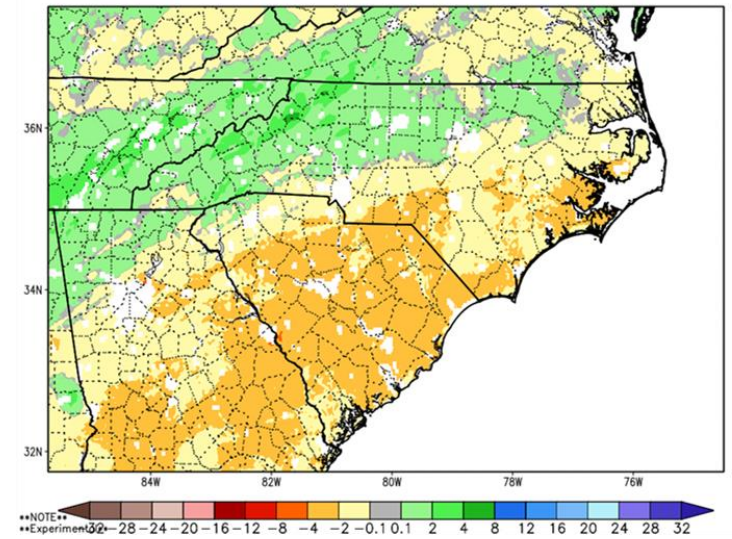 36N
34N
32N
84W 82W 80W 78W 76W
**NOTE**
**Experimental** -28 -24 -20 -16 -12 -8 -4 -2 -0.1 0.1 2 4 8 12 16 20 24 28 32